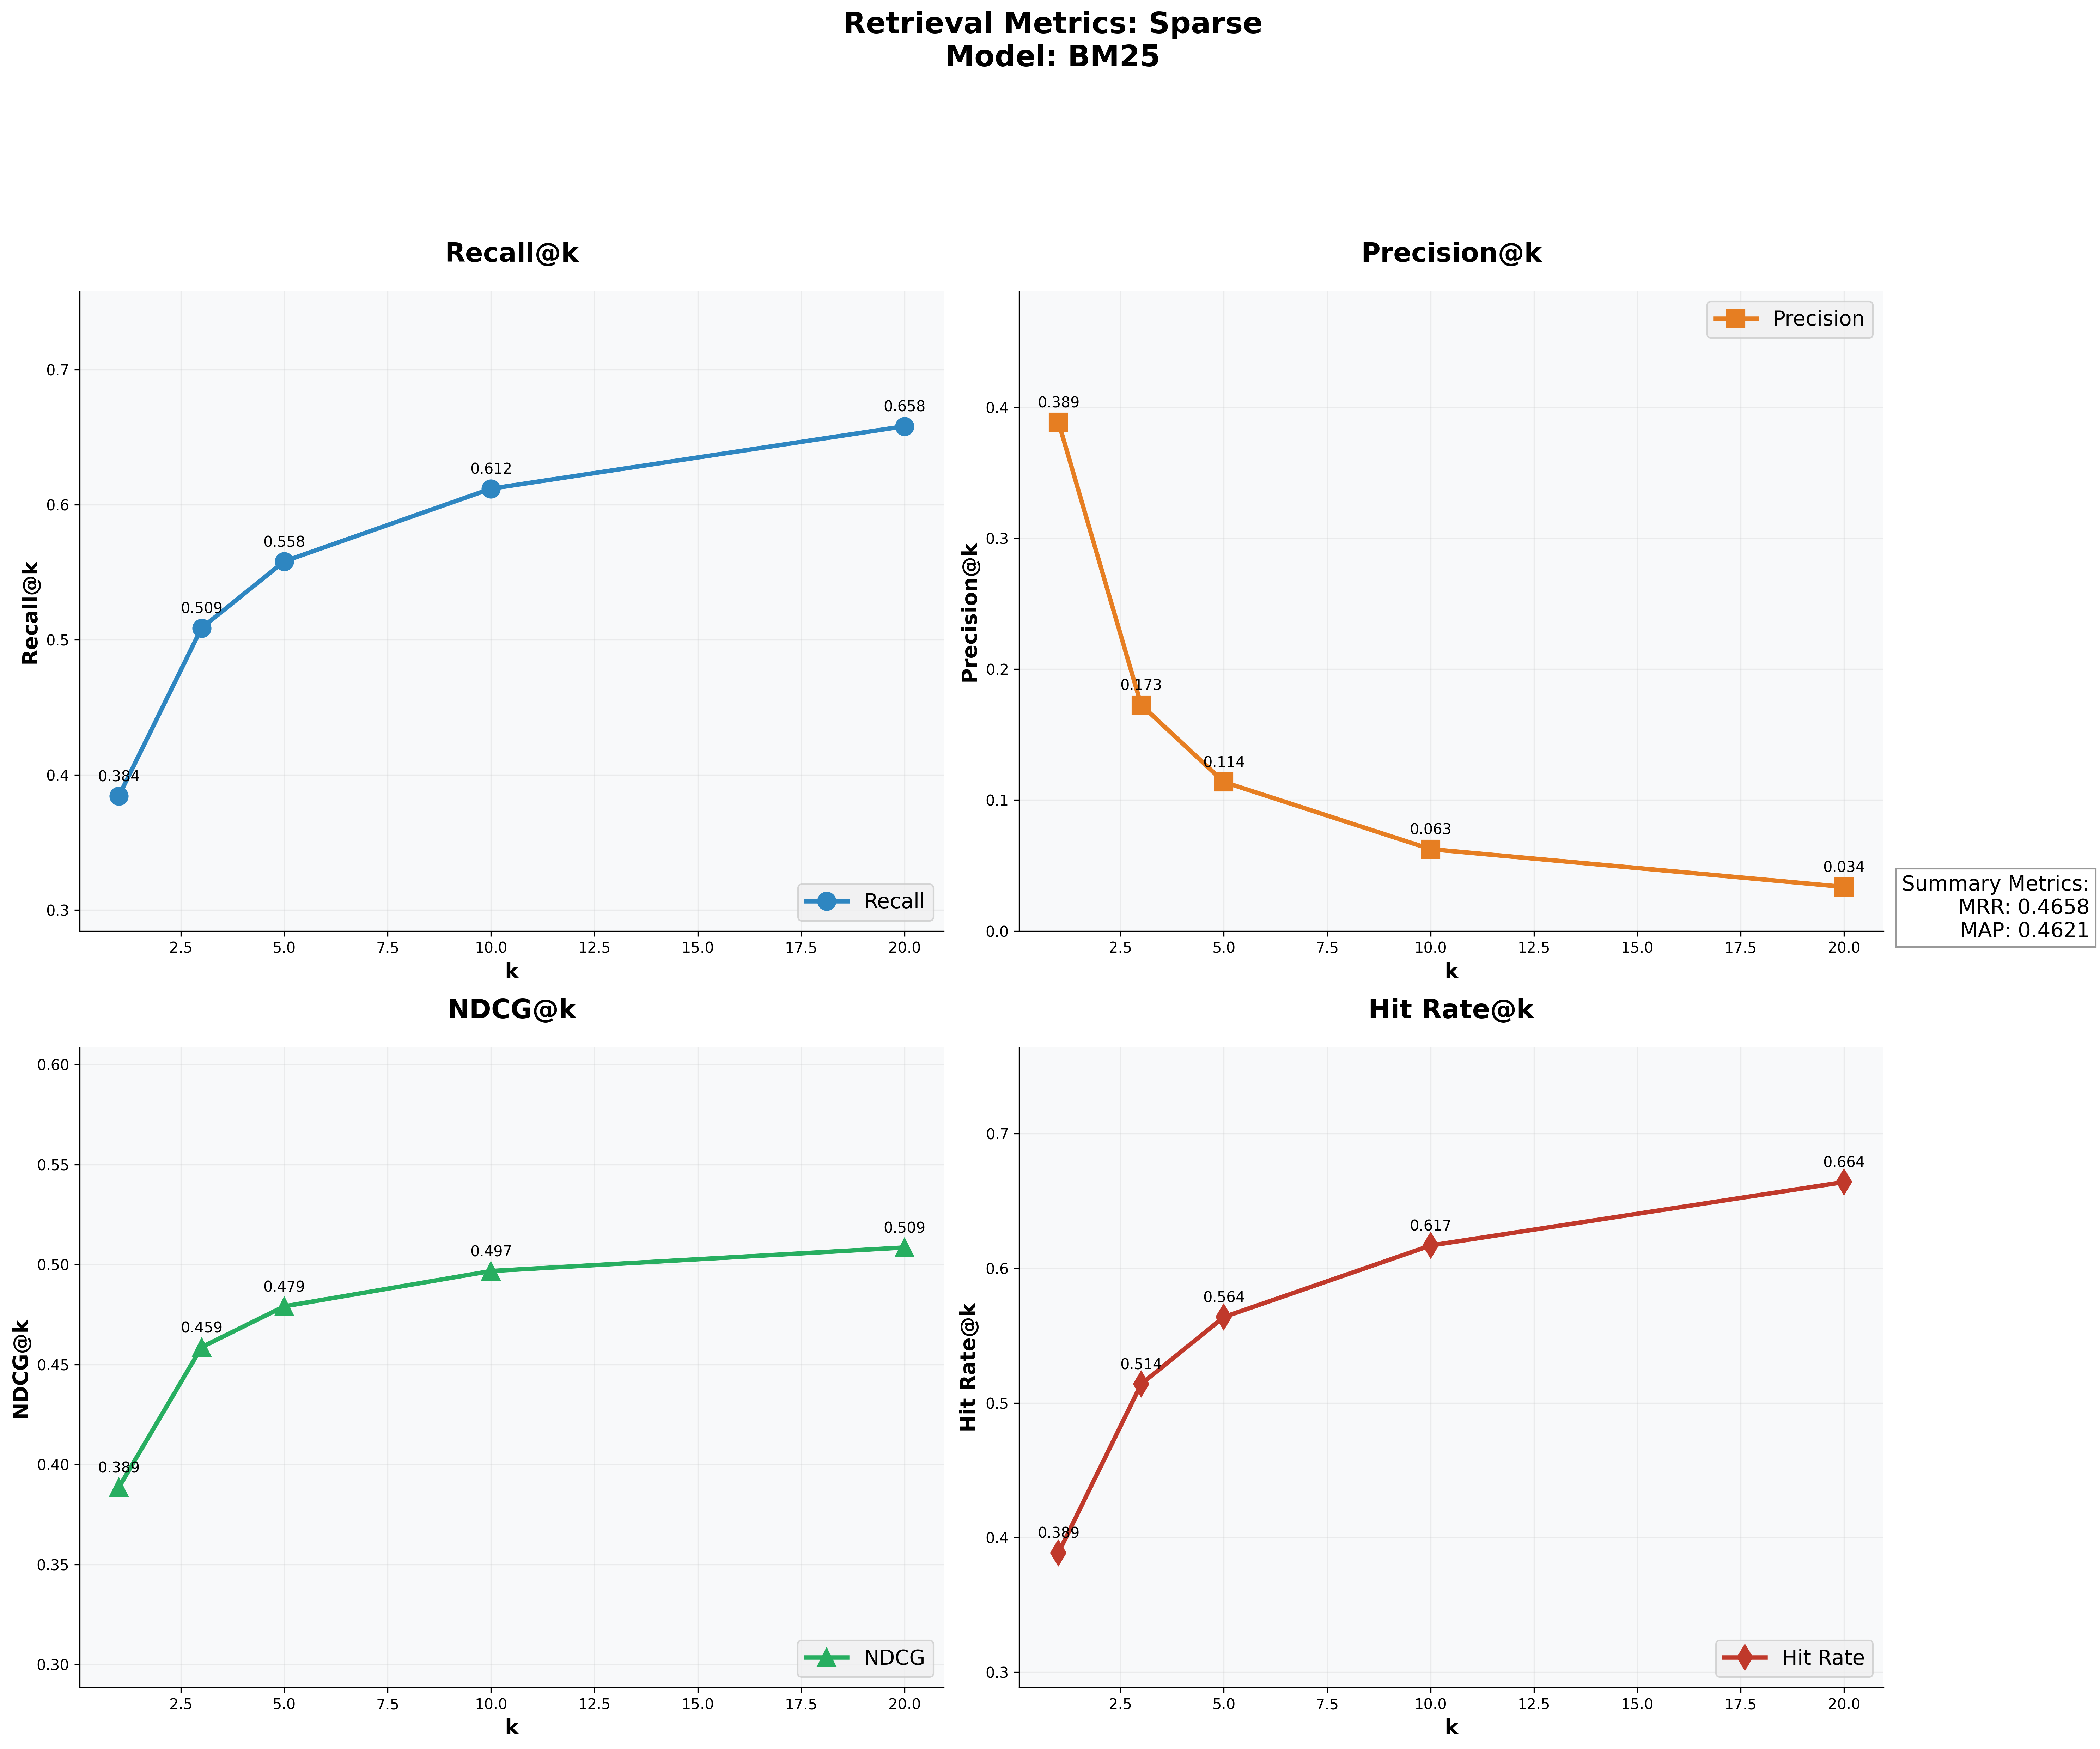 Retrieval Metrics: Sparse
Model: BM25
Recall@k
Recall@k
0.7
0.6
0.5
0.4
0.3
0.384
0.509
0.558
0.612
0.658
Recall
2.5 5.0 7.5 10.0 12.5 15.0 17.5 20.0
k
Precision@k
Precision@k
0.4
0.3
0.2
0.1
0.0
0.389
0.173
0.114
0.063
0.034
Precision
2.5 5.0 7.5 10.0 12.5 15.0 17.5 20.0
k
Summary Metrics:
MRR: 0.4658
MAP: 0.4621
NDCG@k
NDCG@k
0.60
0.55
0.50
0.45
0.40
0.35
0.30
0.389
0.459
0.479
0.497
0.509
NDCG
2.5 5.0 7.5 10.0 12.5 15.0 17.5 20.0
k
Hit Rate@k
Hit Rate@k
0.7
0.6
0.5
0.4
0.3
0.389
0.514
0.564
0.617
0.664
Hit Rate
2.5 5.0 7.5 10.0 12.5 15.0 17.5 20.0
k